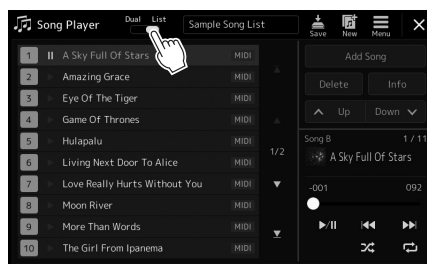 Song Player Dual List Sample Song List Save New Menu
1 A Sky Full Of Stars MIDI
2 Amazing Grace MIDI
3 Eye Of The Tiger MIDI
4 Game Of Thrones MIDI
5 Hulapalu MIDI
6 Living Next Door To Alice MIDI
7 Love Really Hurts Without You MIDI
8 Moon River MIDI
9 More Than Words MIDI
10 The Girl From Ipanema MIDI
1/2
Add Song
Delete Info
Up Down
Song B 1 / 11
A Sky Full Of Stars
-001 092